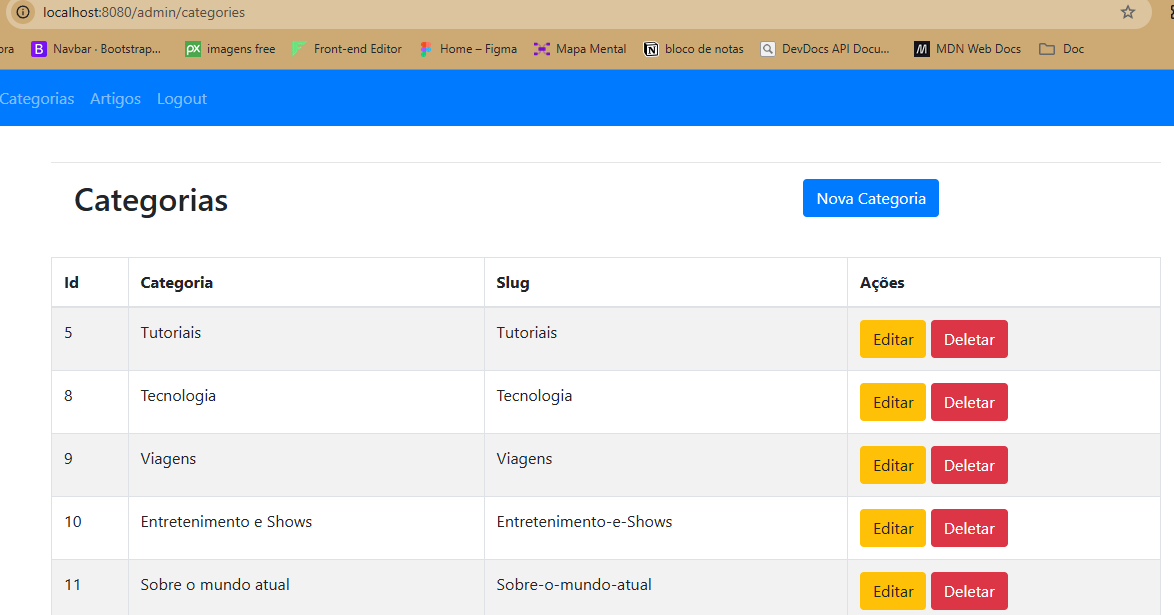 localhost:8080/admin/categories
ora Navbar · Bootstrap... px imagens free Front-end Editor Home – Figma Mapa Mental bloco de notas DevDocs API Docu... MDN Web Docs Doc
Categorias Artigos Logout
Categorias Nova Categoria
Id Categoria Slug Ações
5 Tutoriais Tutoriais Editar Deletar
8 Tecnologia Tecnologia Editar Deletar
9 Viagens Viagens Editar Deletar
10 Entretenimento e Shows Entretenimento-e-Shows Editar Deletar
11 Sobre o mundo atual Sobre-o-mundo-atual Editar Deletar